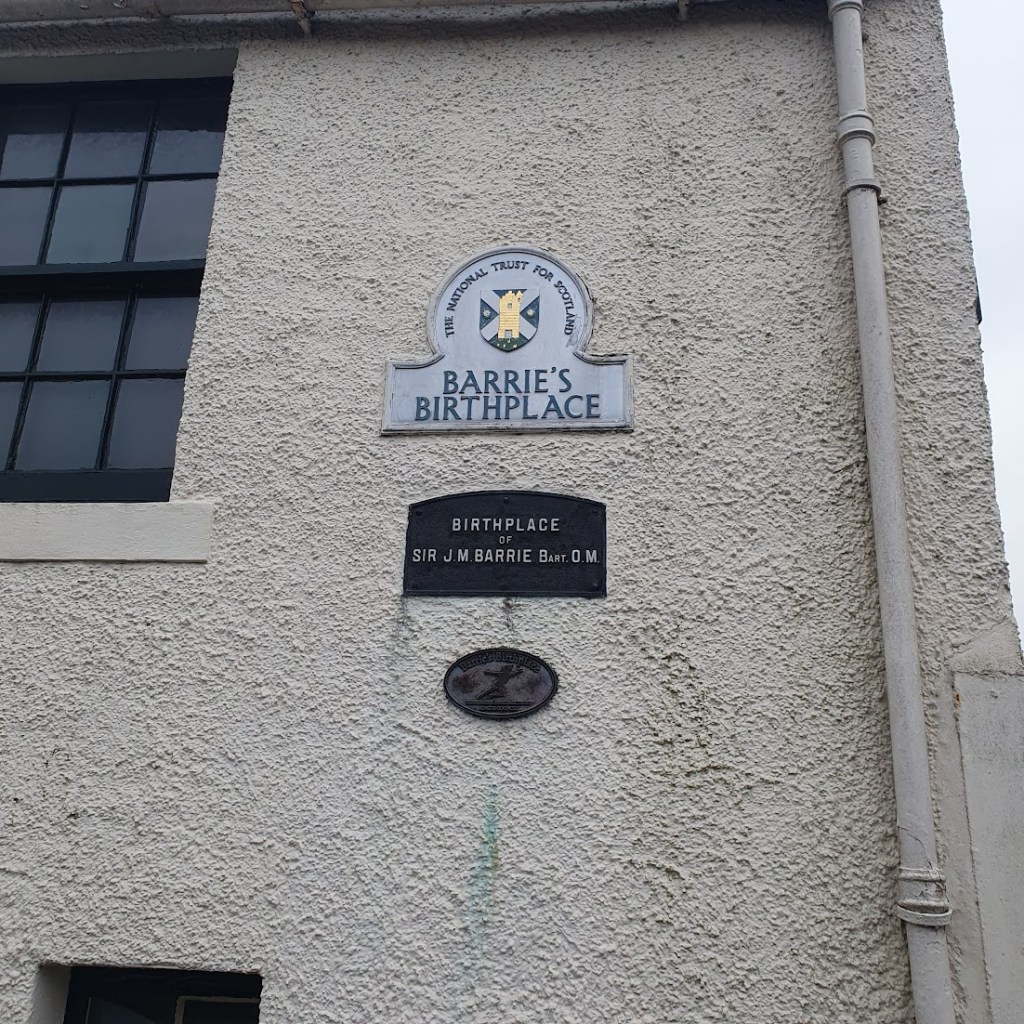 THE NATIONAL TRUST FOR SCOTLAND
BARRIE'S
BIRTHPLACE
BIRTHPLACE
OF
SIR J.M. BARRIE BART. O.M.